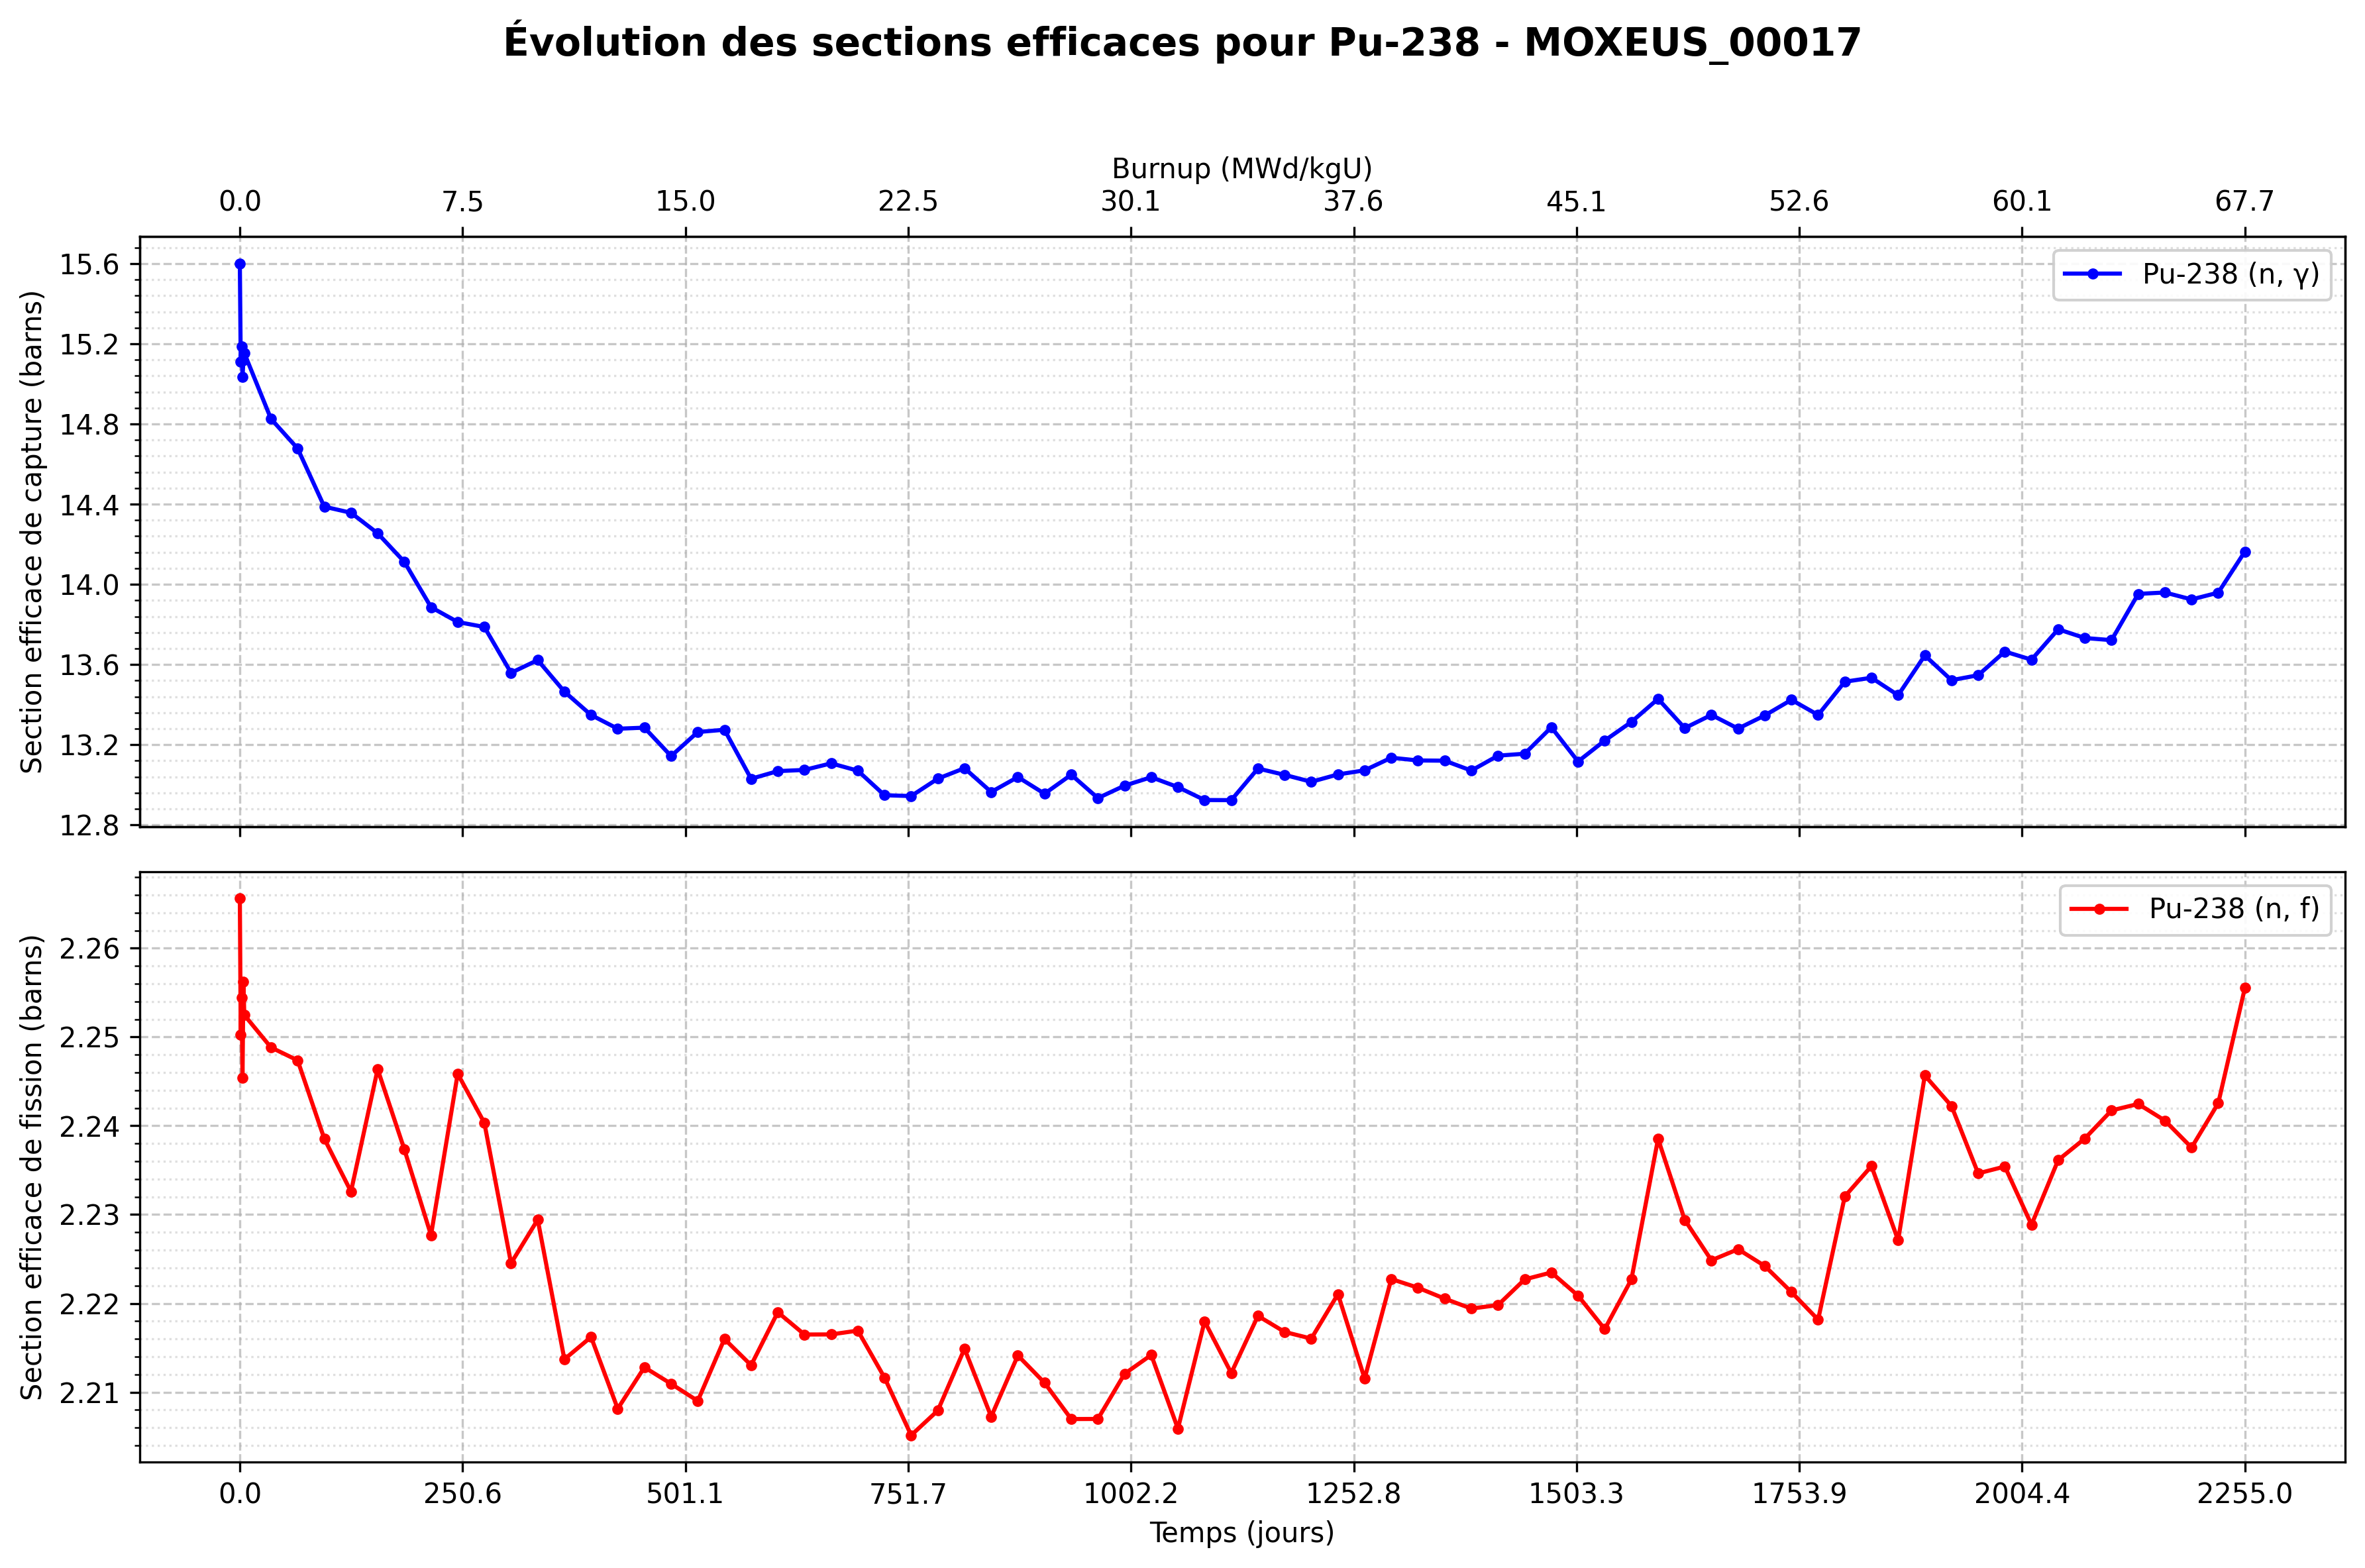 Évolution des sections efficaces pour Pu-238 - MOXEUS_00017
Burnup (MWd/kgU)
0.0 7.5 15.0 22.5 30.1 37.6 45.1 52.6 60.1 67.7
Section efficace de capture (barns)
15.6
15.2
14.8
14.4
14.0
13.6
13.2
12.8
Pu-238 (n, γ)
Section efficace de fission (barns)
2.26
2.25
2.24
2.23
2.22
2.21
Pu-238 (n, f)
0.0 250.6 501.1 751.7 1002.2 1252.8 1503.3 1753.9 2004.4 2255.0
Temps (jours)